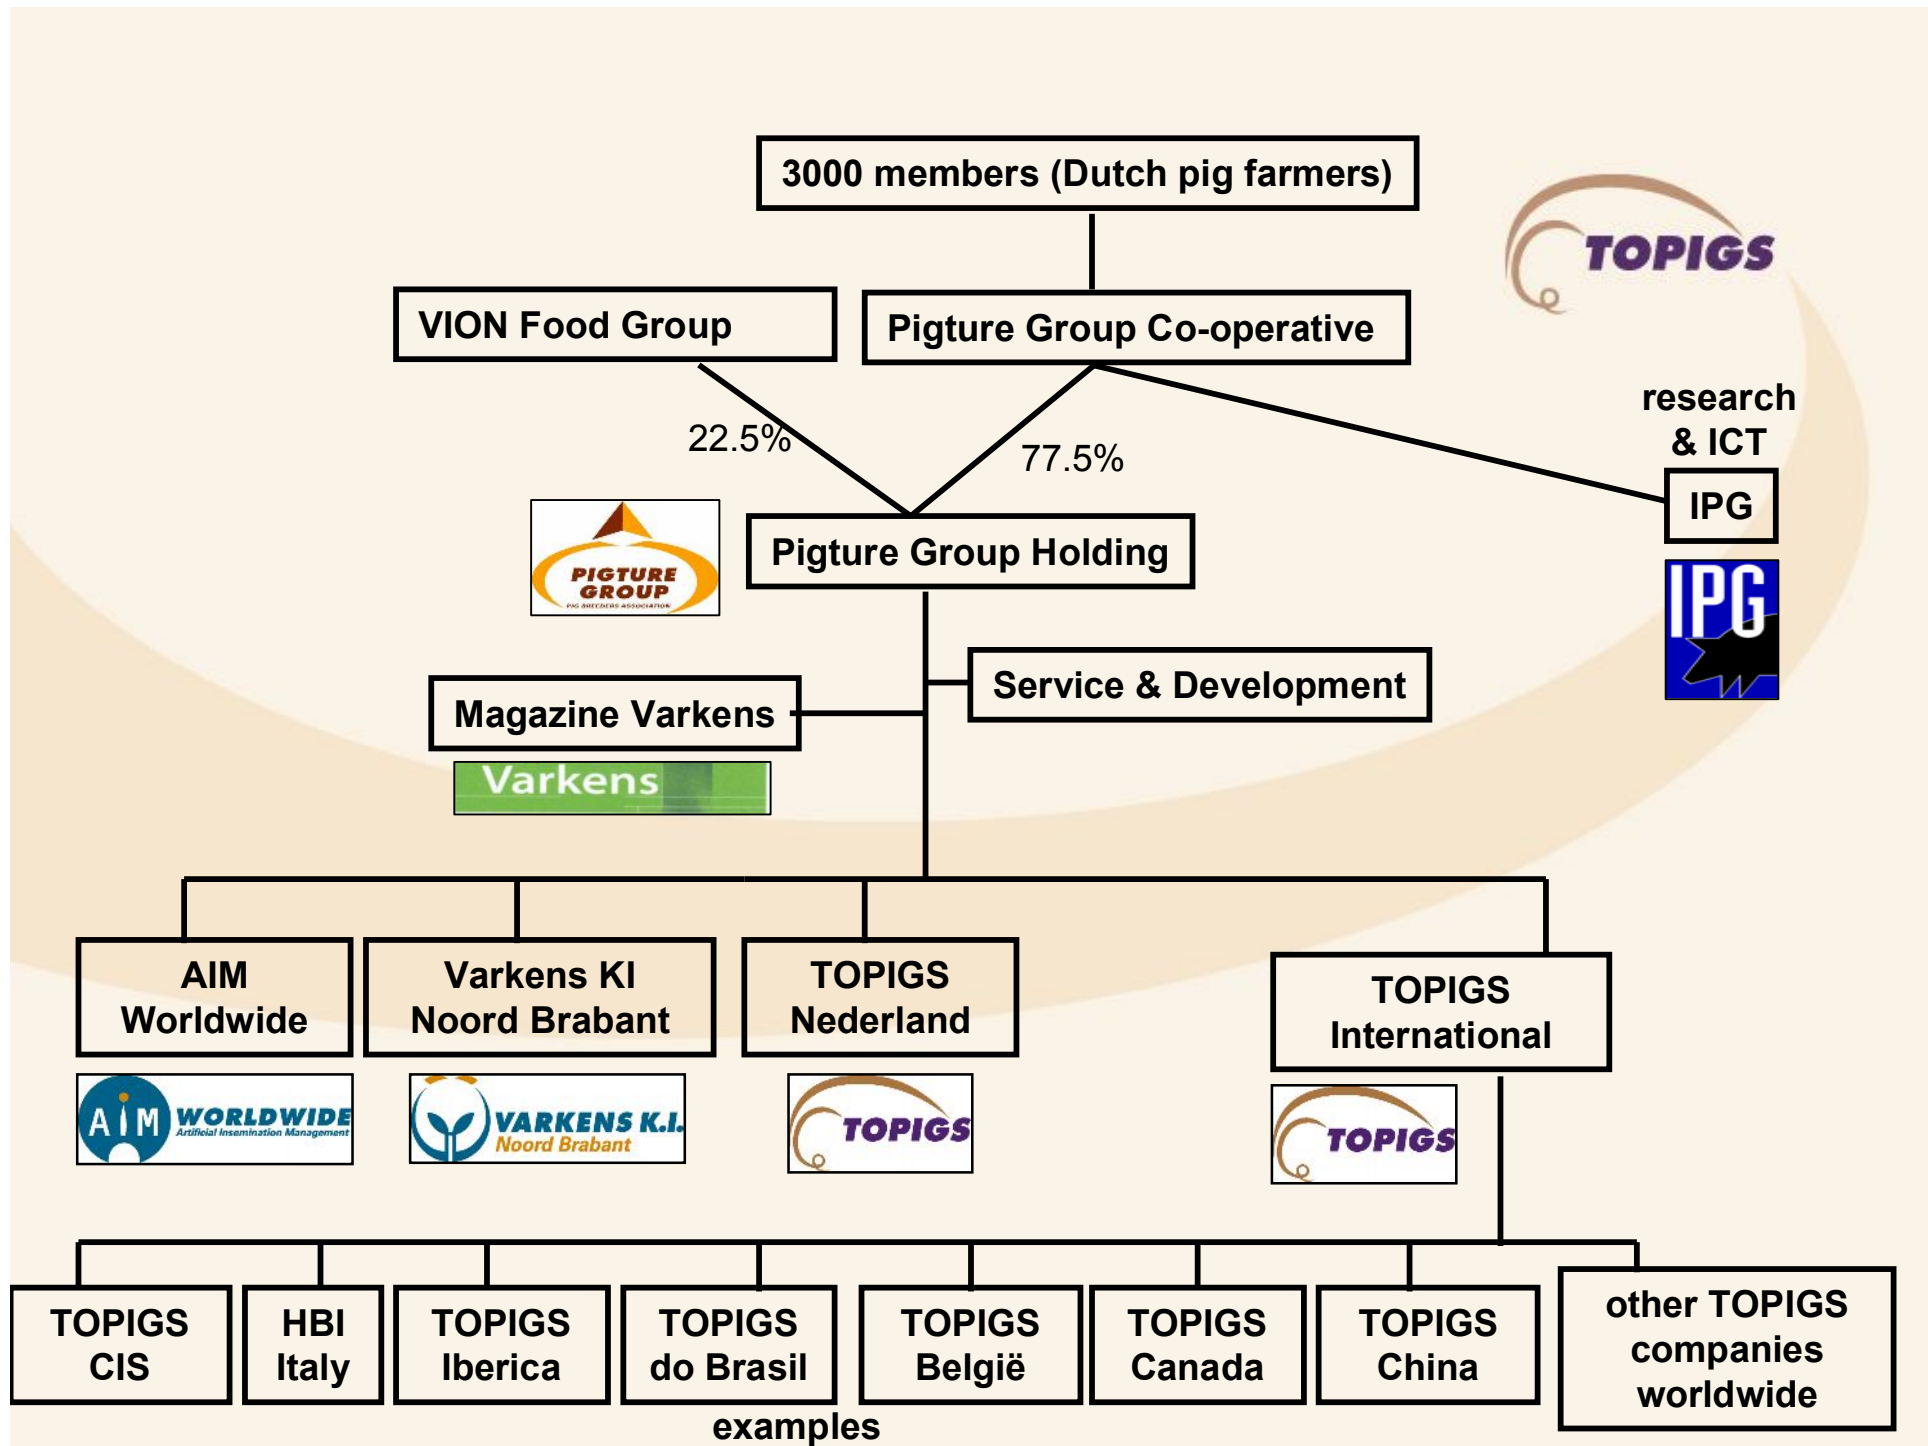 3000 members (Dutch pig farmers)
TOPIGS
VION Food Group
Pigture Group Co-operative
research
& ICT
22.5%
77.5%
IPG
PIGTURE
GROUP
PIG BREEDERS ASSOCIATION
Pigture Group Holding
IPG
Service & Development
Magazine Varkens
Varkens
AIM
Worldwide
Varkens KI
Noord Brabant
TOPIGS
Nederland
TOPIGS
International
AIM WORLDWIDE
Artificial Insemination Management
VARKENS K.I.
Noord Brabant
TOPIGS
TOPIGS
TOPIGS
CIS
HBI
Italy
TOPIGS
Iberica
TOPIGS
do Brasil
TOPIGS
België
TOPIGS
Canada
TOPIGS
China
other TOPIGS
companies
worldwide
examples